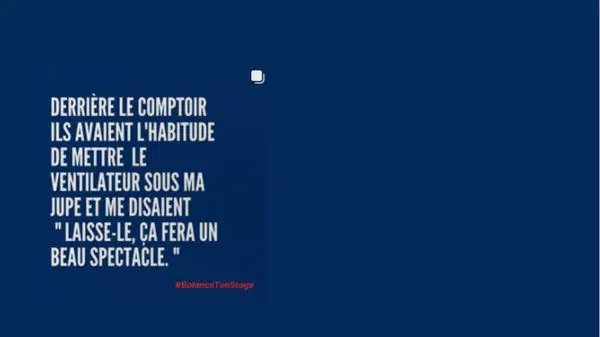 DERRIÈRE LE COMPTOIR
ILS AVAIENT L'HABITUDE
DE METTRE LE
VENTILATEUR SOUS MA
JUPE ET ME DISAIENT
" LAISSE-LE, ÇA FERA UN
BEAU SPECTACLE. "
#BalanceTonStage